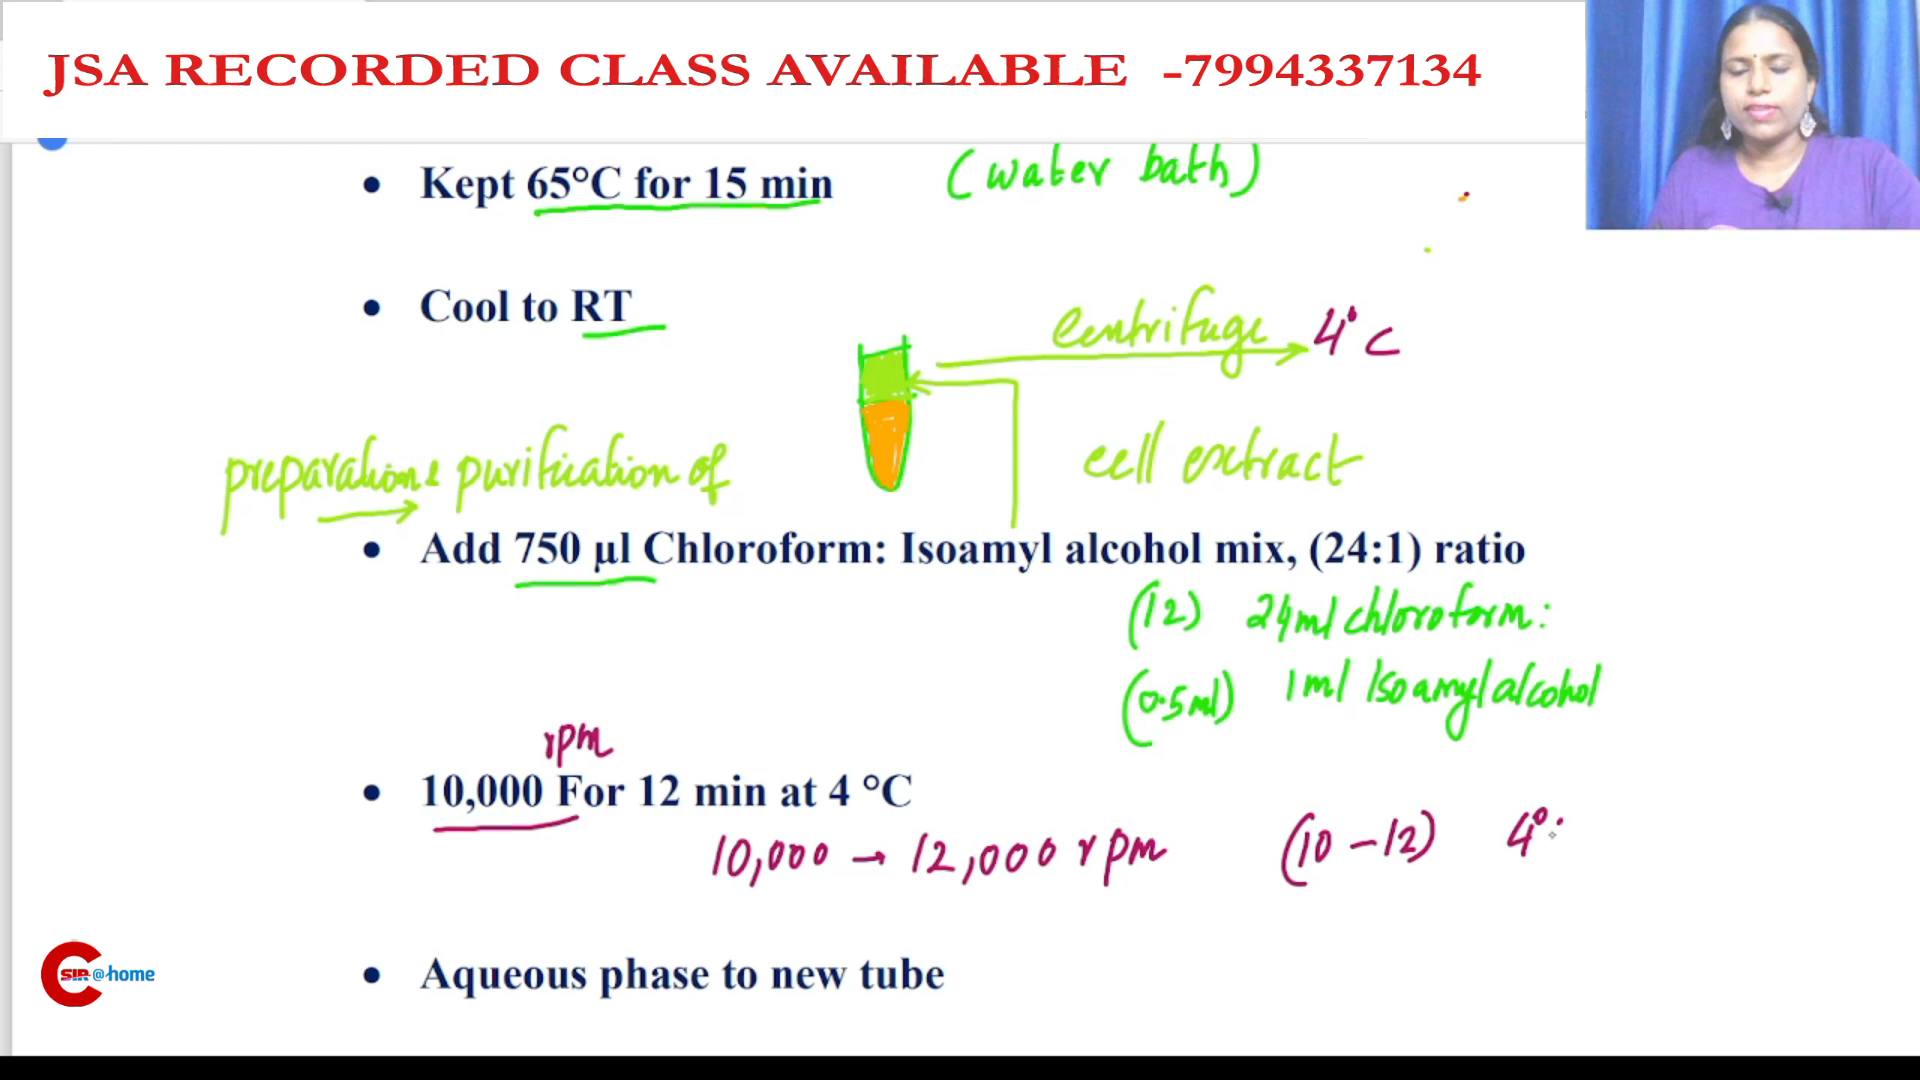 JSA RECORDED CLASS AVAILABLE -7994337134
• Kept 65°C for 15 min (water bath)
• Cool to RT
centrifuge 4°C
preparation & purification of cell extract
• Add 750 µl Chloroform: Isoamyl alcohol mix, (24:1) ratio
(12) 24ml chloroform:
(0.5ml) 1ml Isoamylalcohol
rpm
• 10,000 For 12 min at 4 °C
10,000 → 12,000 rpm (10-12) 4°
• Aqueous phase to new tube
CSIR@home